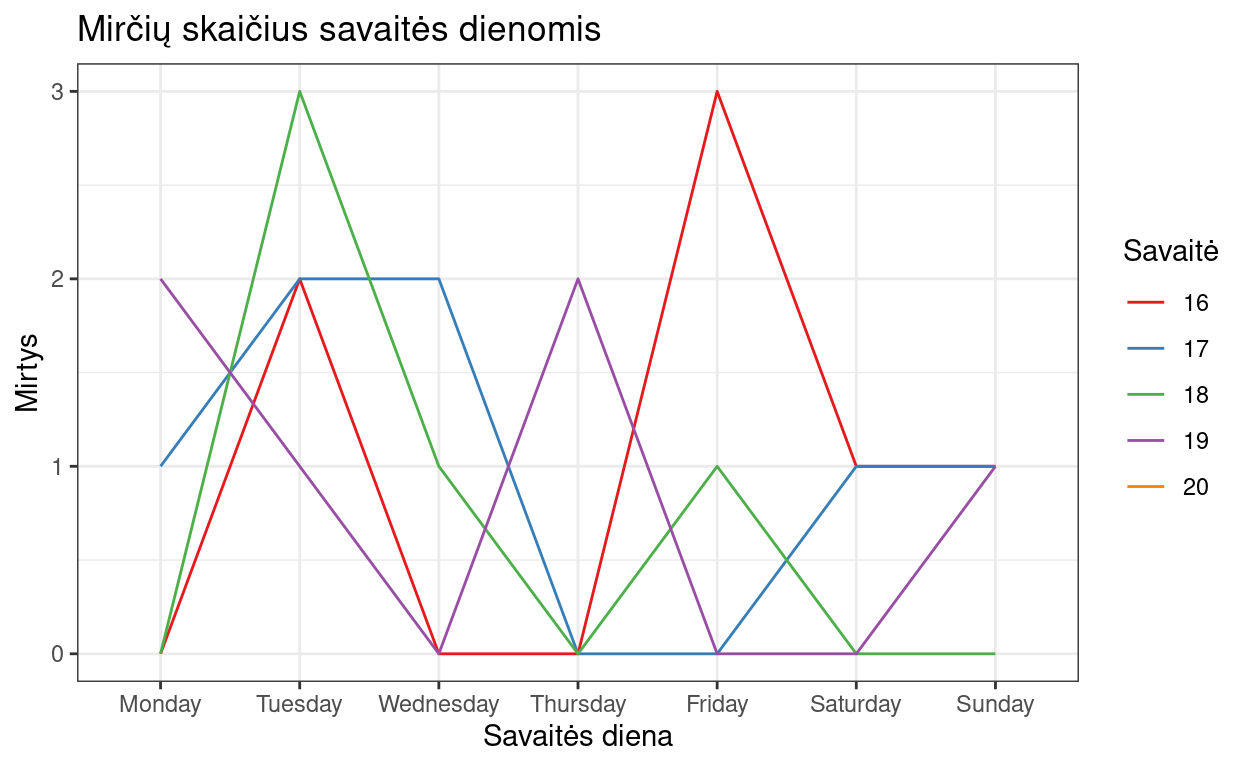 Mirčių skaičius savaitės dienomis
3
2
1
0
Mirtys
Monday Tuesday Wednesday Thursday Friday Saturday Sunday
Savaitės diena
Savaitė
16
17
18
19
20